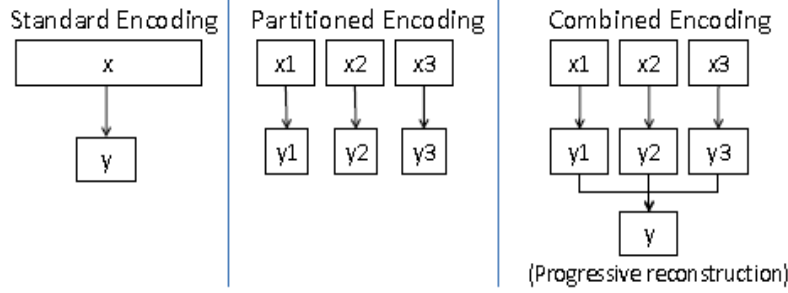 Standard Encoding
x
y
Partitioned Encoding
x1 x2 x3
y1 y2 y3
Combined Encoding
x1 x2 x3
y1 y2 y3
y
(Progressive reconstruction)